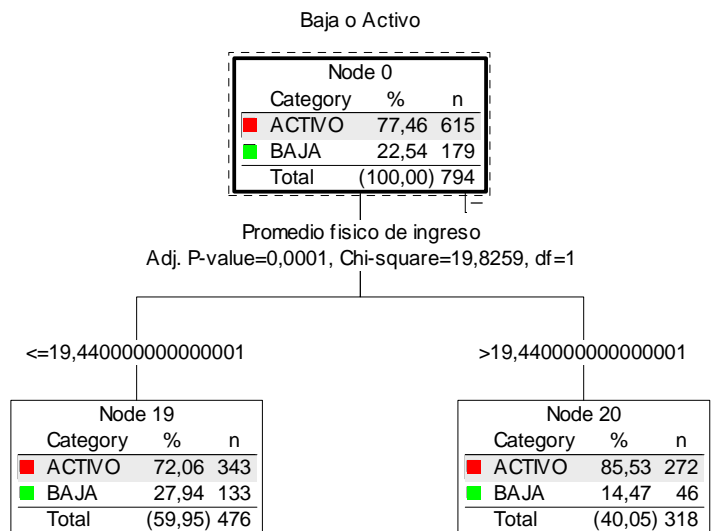 Baja o Activo
Node 0
Category % n
ACTIVO 77,46 615
BAJA 22,54 179
Total (100,00) 794
Promedio fisico de ingreso
Adj. P-value=0,0001, Chi-square=19,8259, df=1
<=19,440000000000001
>19,440000000000001
Node 19
Category % n
ACTIVO 72,06 343
BAJA 27,94 133
Total (59,95) 476
Node 20
Category % n
ACTIVO 85,53 272
BAJA 14,47 46
Total (40,05) 318